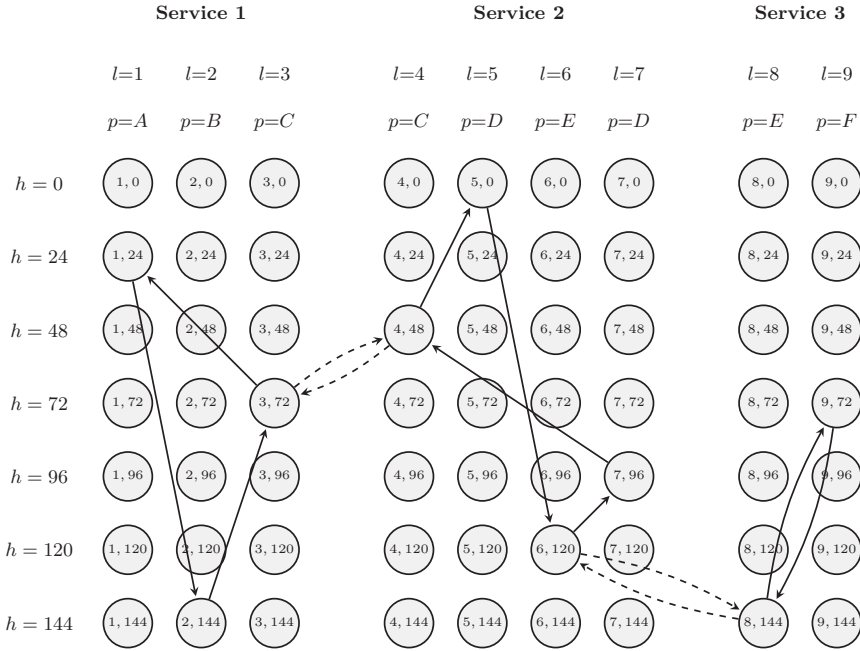 Service 1 Service 2 Service 3
l=1 l=2 l=3 l=4 l=5 l=6 l=7 l=8 l=9
p=A p=B p=C p=C p=D p=E p=D p=E p=F
h = 0 1, 0 2, 0 3, 0 4, 0 5, 0 6, 0 7, 0 8, 0 9, 0
h = 24 1, 24 2, 24 3, 24 4, 24 5, 24 6, 24 7, 24 8, 24 9, 24
h = 48 1, 48 2, 48 3, 48 4, 48 5, 48 6, 48 7, 48 8, 48 9, 48
h = 72 1, 72 2, 72 3, 72 4, 72 5, 72 6, 72 7, 72 8, 72 9, 72
h = 96 1, 96 2, 96 3, 96 4, 96 5, 96 6, 96 7, 96 8, 96 9, 96
h = 120 1, 120 2, 120 3, 120 4, 120 5, 120 6, 120 7, 120 8, 120 9, 120
h = 144 1, 144 2, 144 3, 144 4, 144 5, 144 6, 144 7, 144 8, 144 9, 144